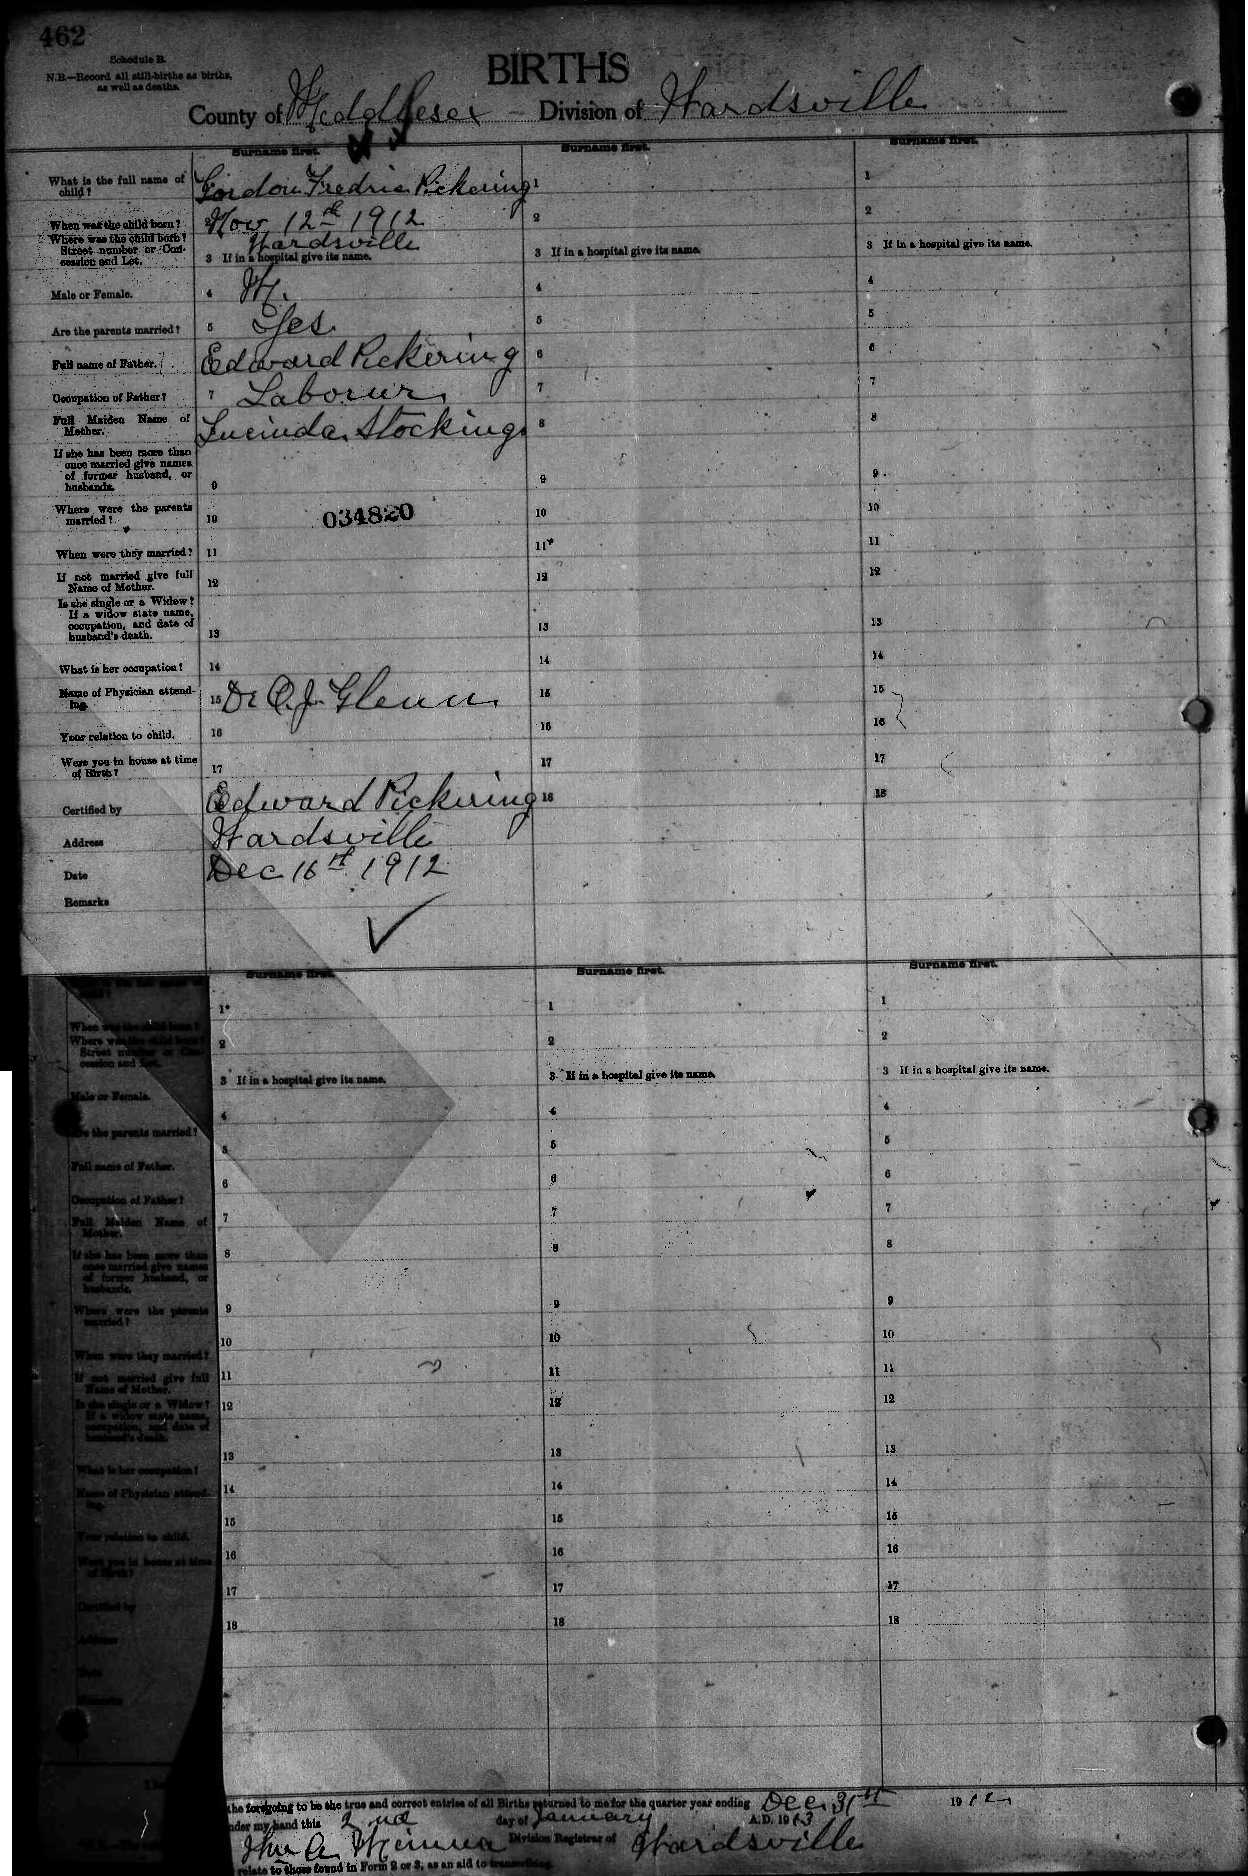 462
Schedule B.
N.B.—Record all still-births as births,
as well as deaths.
BIRTHS
County of Middlesex — Division of Wardsville
Surname first. Surname first. Surname first.
What is the full name of child? Gordon Fredric Pickering 1 1
When was the child born? 2 Nov 12th 1912 2 2
Where was the child born? Street number or Concession and Lot. Wardsville
3 If in a hospital give its name. 3 If in a hospital give its name. 3 If in a hospital give its name.
Male or Female. 4 M. 4 4
Are the parents married? 5 Yes 5 5
Full name of Father. Edward Pickering 6 6
Occupation of Father? 7 Laborur 7 7
Full Maiden Name of Mother. Lucinda Stockings 8 8
If she has been more than once married give names of former husband, or husbands. 9 9 9
Where were the parents married? 10 034820 10 10
When were they married? 11 11 11
If not married give full Name of Mother. 12 12 12
Is she single or a Widow? If a widow state name, occupation, and date of husband's death. 13 13 13
What is her occupation? 14 14 14
Name of Physician attending. 15 Dr O.J. Glenn 15 15
Your relation to child. 16 16 16
Were you in house at time of Birth? 17 17 17
Certified by Edward Pickering 18 18
Address Wardsville
Date Dec 16th 1912
Remarks
Surname first. Surname first. Surname first.
1 1 1
When was the child born? 2 2 2
Where was the child born? Street number or Concession and Lot.
3 If in a hospital give its name. 3 If in a hospital give its name. 3 If in a hospital give its name.
Male or Female. 4 4 4
Are the parents married? 5 5 5
Full name of Father. 6 6 6
Occupation of Father? 7 7 7
Full Maiden Name of Mother. 8 8 8
If she has been more than once married give names of former husband, or husbands. 9 9 9
Where were the parents married? 10 10 10
When were they married? 11 11 11
If not married give full Name of Mother. 12 12 12
Is she single or a Widow? If a widow state name, occupation, and date of husband's death. 13 13 13
What is her occupation? 14 14 14
Name of Physician attending. 15 15 15
Your relation to child. 16 16 16
Were you in house at time of Birth? 17 17 17
Certified by 18 18 18
Address
Date
Remarks
the foregoing to be the true and correct entries of all Births returned to me for the quarter year ending Dec. 31st 1912
nder my hand this 2nd day of January A.D. 1913
Division Registrar of Wardsville
relate to those found in Form 2 or 3, as an aid to transcribing.